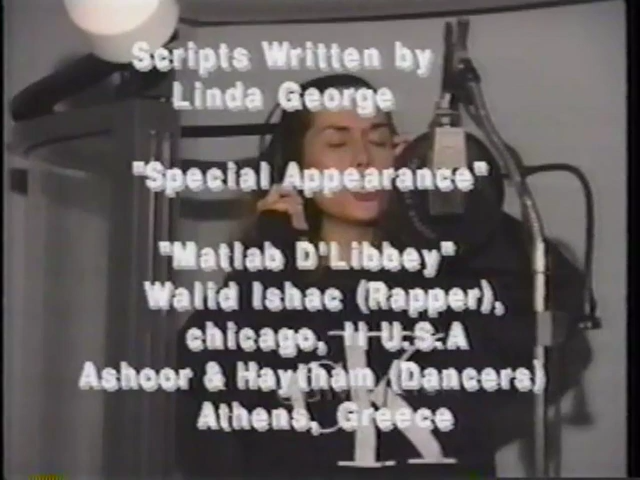 Scripts Written by
Linda George
"Special Appearance"
"Matlab D'Libbey"
Walid Ishac (Rapper),
chicago, Il U.S.A
Ashoor & Haytham (Dancers)
Athens, Greece
K